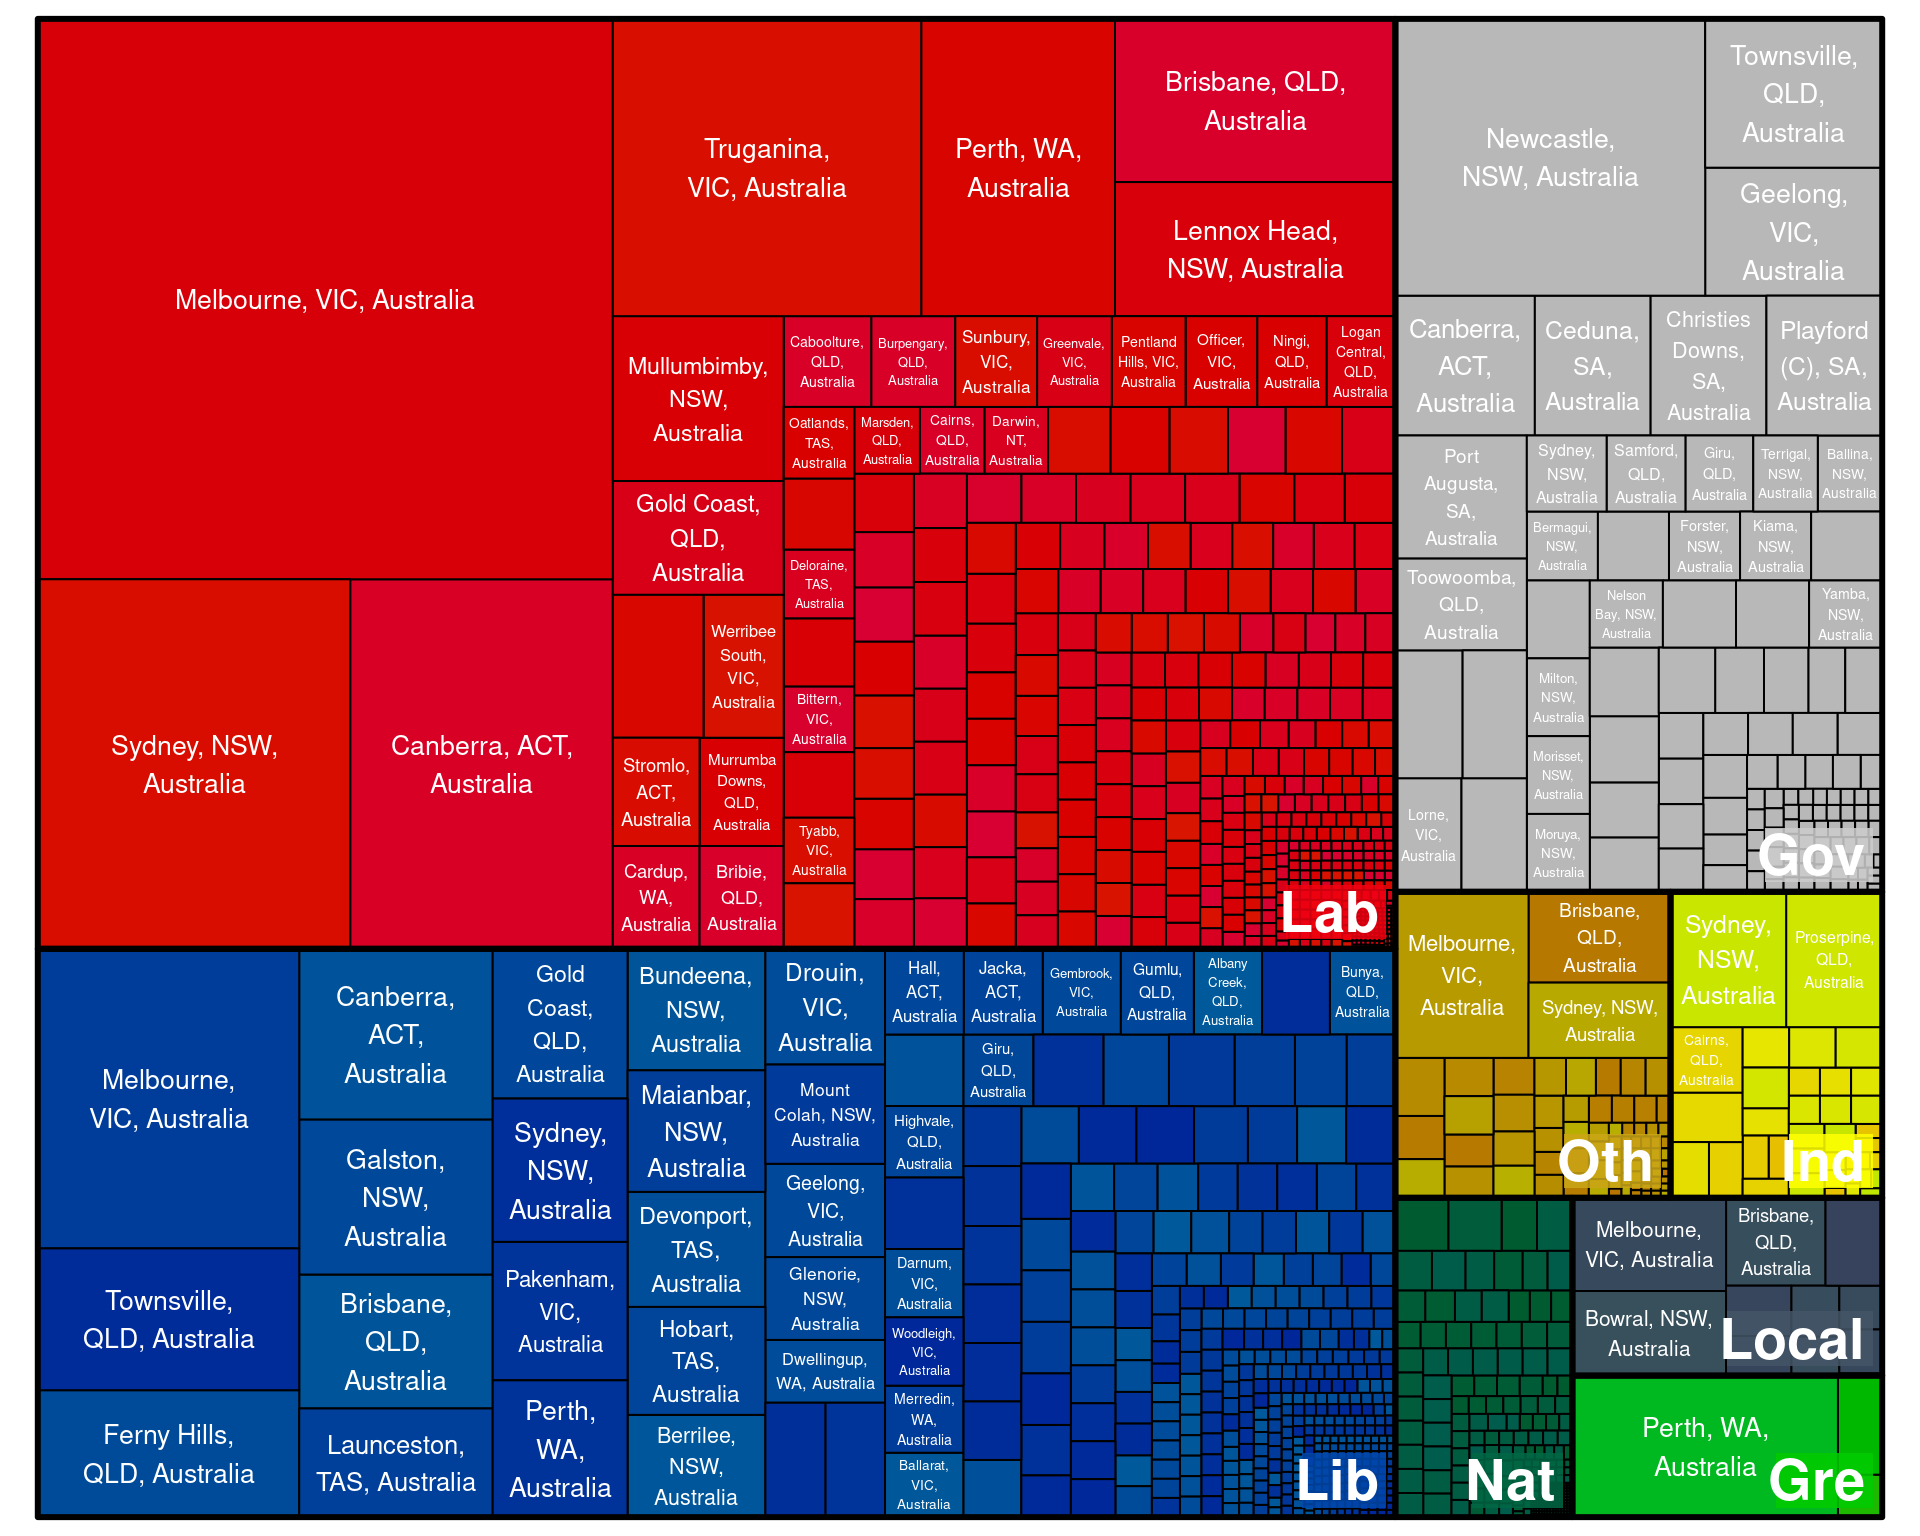 Melbourne, VIC, Australia
Sydney, NSW,
Australia
Canberra, ACT,
Australia
Truganina,
VIC, Australia
Perth, WA,
Australia
Brisbane, QLD,
Australia
Lennox Head,
NSW, Australia
Mullumbimby,
NSW,
Australia
Gold Coast,
QLD,
Australia
Werribee
South,
VIC,
Australia
Stromlo,
ACT,
Australia
Murrumba
Downs,
QLD,
Australia
Cardup,
WA,
Australia
Bribie,
QLD,
Australia
Caboolture,
QLD,
Australia
Burpengary,
QLD,
Australia
Sunbury,
VIC,
Australia
Greenvale,
VIC,
Australia
Pentland
Hills, VIC,
Australia
Officer,
VIC,
Australia
Ningi,
QLD,
Australia
Logan
Central,
QLD,
Australia
Oatlands,
TAS,
Australia
Marsden,
QLD,
Australia
Cairns,
QLD,
Australia
Darwin,
NT,
Australia
Deloraine,
TAS,
Australia
Bittern,
VIC,
Australia
Tyabb,
VIC,
Australia
Lab
Newcastle,
NSW, Australia
Townsville,
QLD,
Australia
Geelong,
VIC,
Australia
Canberra,
ACT,
Australia
Ceduna,
SA,
Australia
Christies
Downs,
SA,
Australia
Playford
(C), SA,
Australia
Port
Augusta,
SA,
Australia
Toowoomba,
QLD,
Australia
Lorne,
VIC,
Australia
Sydney,
NSW,
Australia
Samford,
QLD,
Australia
Giru,
QLD,
Australia
Terrigal,
NSW,
Australia
Ballina,
NSW,
Australia
Bermagui,
NSW,
Australia
Forster,
NSW,
Australia
Kiama,
NSW,
Australia
Nelson
Bay, NSW,
Australia
Yamba,
NSW,
Australia
Milton,
NSW,
Australia
Morisset,
NSW,
Australia
Moruya,
NSW,
Australia
Gov
Melbourne,
VIC, Australia
Townsville,
QLD, Australia
Ferny Hills,
QLD, Australia
Canberra,
ACT,
Australia
Galston,
NSW,
Australia
Brisbane,
QLD,
Australia
Launceston,
TAS, Australia
Gold
Coast,
QLD,
Australia
Sydney,
NSW,
Australia
Pakenham,
VIC,
Australia
Perth,
WA,
Australia
Bundeena,
NSW,
Australia
Maianbar,
NSW,
Australia
Devonport,
TAS,
Australia
Hobart,
TAS,
Australia
Berrilee,
NSW,
Australia
Drouin,
VIC,
Australia
Mount
Colah, NSW,
Australia
Geelong,
VIC,
Australia
Glenorie,
NSW,
Australia
Dwellingup,
WA, Australia
Hall,
ACT,
Australia
Jacka,
ACT,
Australia
Gembrook,
VIC,
Australia
Gumlu,
QLD,
Australia
Albany
Creek,
QLD,
Australia
Bunya,
QLD,
Australia
Giru,
QLD,
Australia
Highvale,
QLD,
Australia
Darnum,
VIC,
Australia
Woodleigh,
VIC,
Australia
Merredin,
WA,
Australia
Ballarat,
VIC,
Australia
Lib
Melbourne,
VIC,
Australia
Brisbane,
QLD,
Australia
Sydney, NSW,
Australia
Oth
Sydney,
NSW,
Australia
Proserpine,
QLD,
Australia
Cairns,
QLD,
Australia
Ind
Nat
Melbourne,
VIC, Australia
Brisbane,
QLD,
Australia
Bowral, NSW,
Australia
Local
Perth, WA,
Australia
Gre